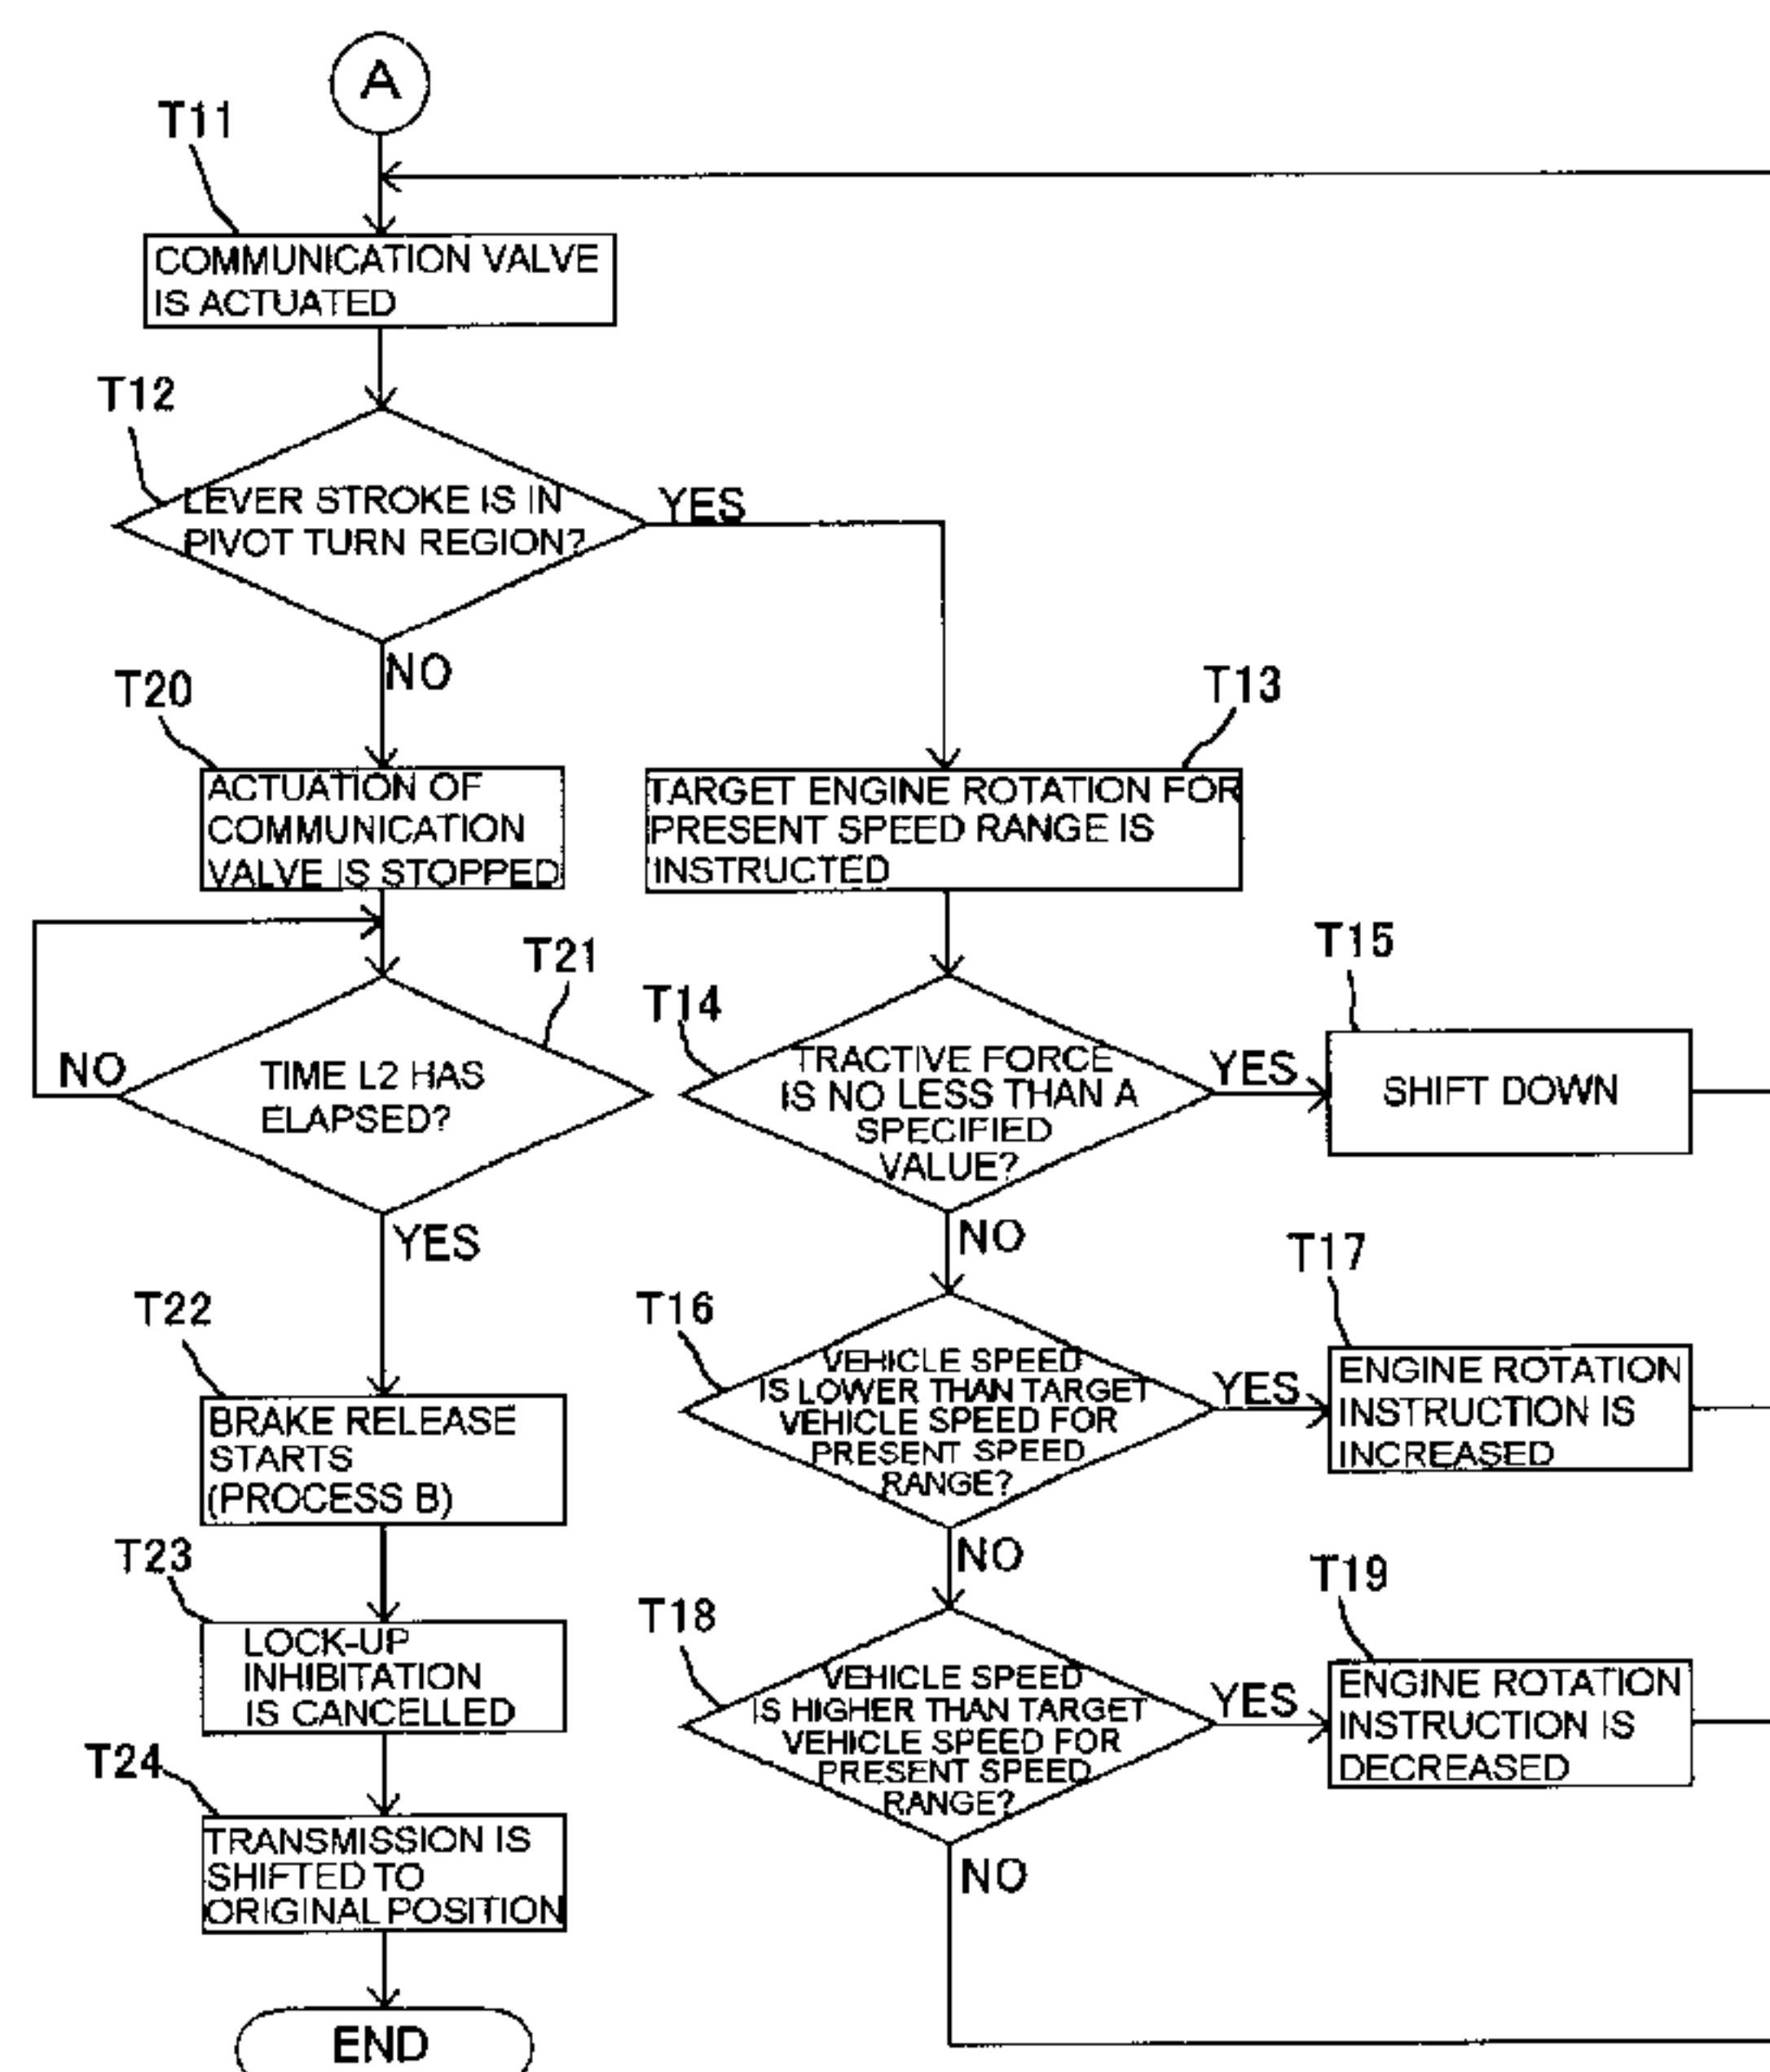 A
T11
COMMUNICATION VALVE
IS ACTUATED
T12
LEVER STROKE IS IN
PIVOT TURN REGION?
YES
NO
T20
ACTUATION OF
COMMUNICATION
VALVE IS STOPPED
T13
TARGET ENGINE ROTATION FOR
PRESENT SPEED RANGE IS
INSTRUCTED
T21
TIME L2 HAS
ELAPSED?
NO
YES
T14
TRACTIVE FORCE
IS NO LESS THAN A
SPECIFIED
VALUE?
YES
NO
T15
SHIFT DOWN
T16
VEHICLE SPEED
IS LOWER THAN TARGET
VEHICLE SPEED FOR
PRESENT SPEED
RANGE?
YES
NO
T17
ENGINE ROTATION
INSTRUCTION IS
INCREASED
T22
BRAKE RELEASE
STARTS
(PROCESS B)
T23
LOCK-UP
INHIBITATION
IS CANCELLED
T18
VEHICLE SPEED
IS HIGHER THAN TARGET
VEHICLE SPEED FOR
PRESENT SPEED
RANGE?
YES
NO
T19
ENGINE ROTATION
INSTRUCTION IS
DECREASED
T24
TRANSMISSION IS
SHIFTED TO
ORIGINAL POSITION
END